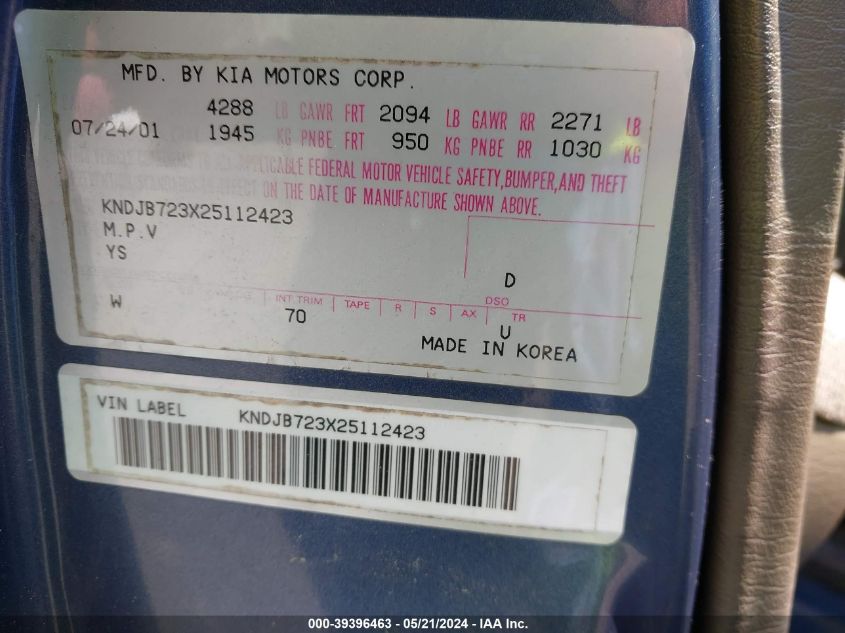 MFD. BY KIA MOTORS CORP.
4288 LB GAWR FRT 2094 LB GAWR RR 2271 LB
07/24/01 1945 KG PNBE FRT 950 KG PNBE RR 1030 KG
APPLICABLE FEDERAL MOTOR VEHICLE SAFETY, BUMPER, AND THEFT
ON THE DATE OF MANUFACTURE SHOWN ABOVE.
KNDJB723X25112423
M.P.V
YS
D
DSO
INT TRIM TAPE R S AX TR
W 70 U
MADE IN KOREA
VIN LABEL KNDJB723X25112423
000-39396463 - 05/21/2024 - IAA Inc.